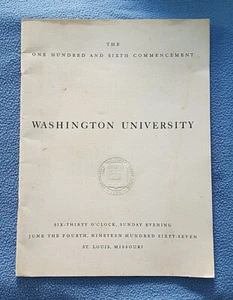 THE
ONE HUNDRED AND SIXTH COMMENCEMENT
WASHINGTON UNIVERSITY
SIX-THIRTY O'CLOCK, SUNDAY EVENING
JUNE THE FOURTH, NINETEEN HUNDRED SIXTY-SEVEN
ST. LOUIS, MISSOURI